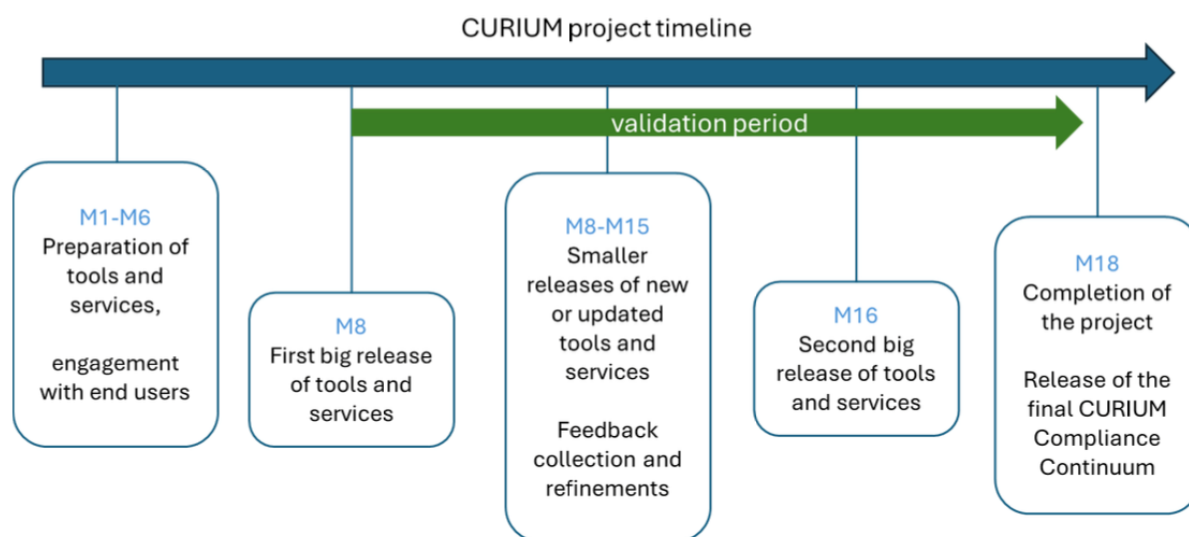 CURIUM project timeline
validation period
M1-M6
Preparation of
tools and
services,
engagement
with end users
M8
First big release
of tools and
services
M8-M15
Smaller
releases of new
or updated
tools and
services
Feedback
collection and
refinements
M16
Second big
release of tools
and services
M18
Completion of
the project
Release of the
final CURIUM
Compliance
Continuum